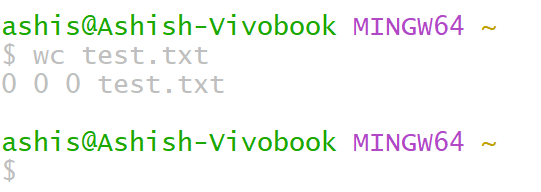 ashis@Ashish-Vivobook MINGW64 ~
$ wc test.txt
0 0 0 test.txt
ashis@Ashish-Vivobook MINGW64 ~
$